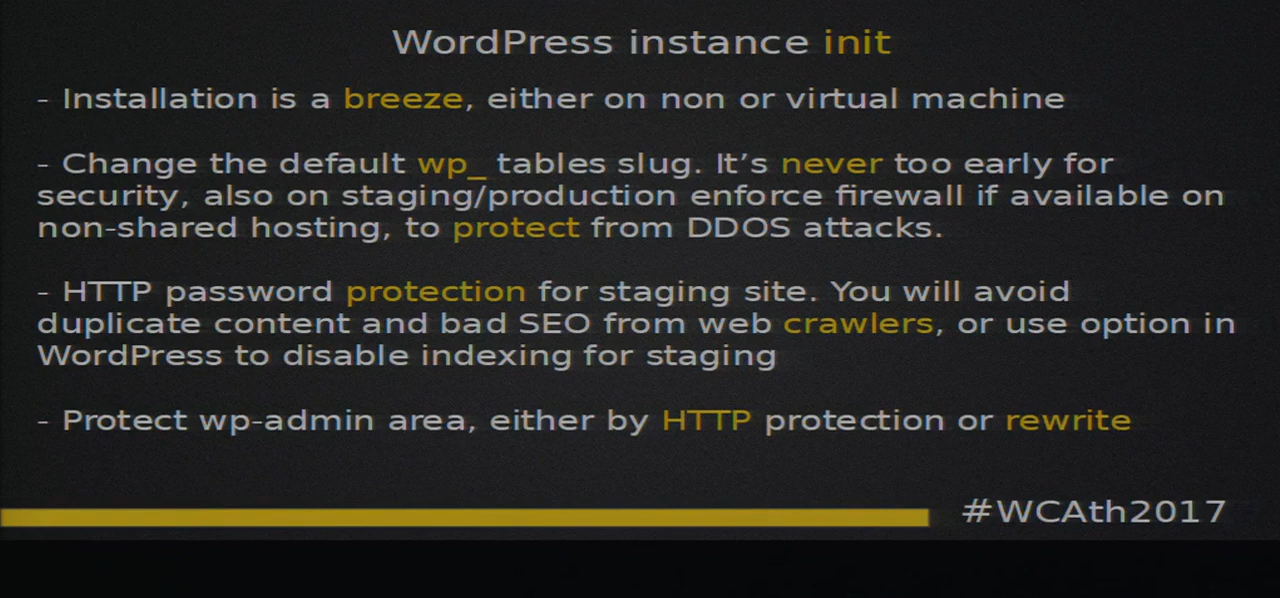 WordPress instance init
- Installation is a breeze, either on non or virtual machine
- Change the default wp_ tables slug. It’s never too early for
security, also on staging/production enforce firewall if available on
non-shared hosting, to protect from DDOS attacks.
- HTTP password protection for staging site. You will avoid
duplicate content and bad SEO from web crawlers, or use option in
WordPress to disable indexing for staging
- Protect wp-admin area, either by HTTP protection or rewrite
#WCAth2017